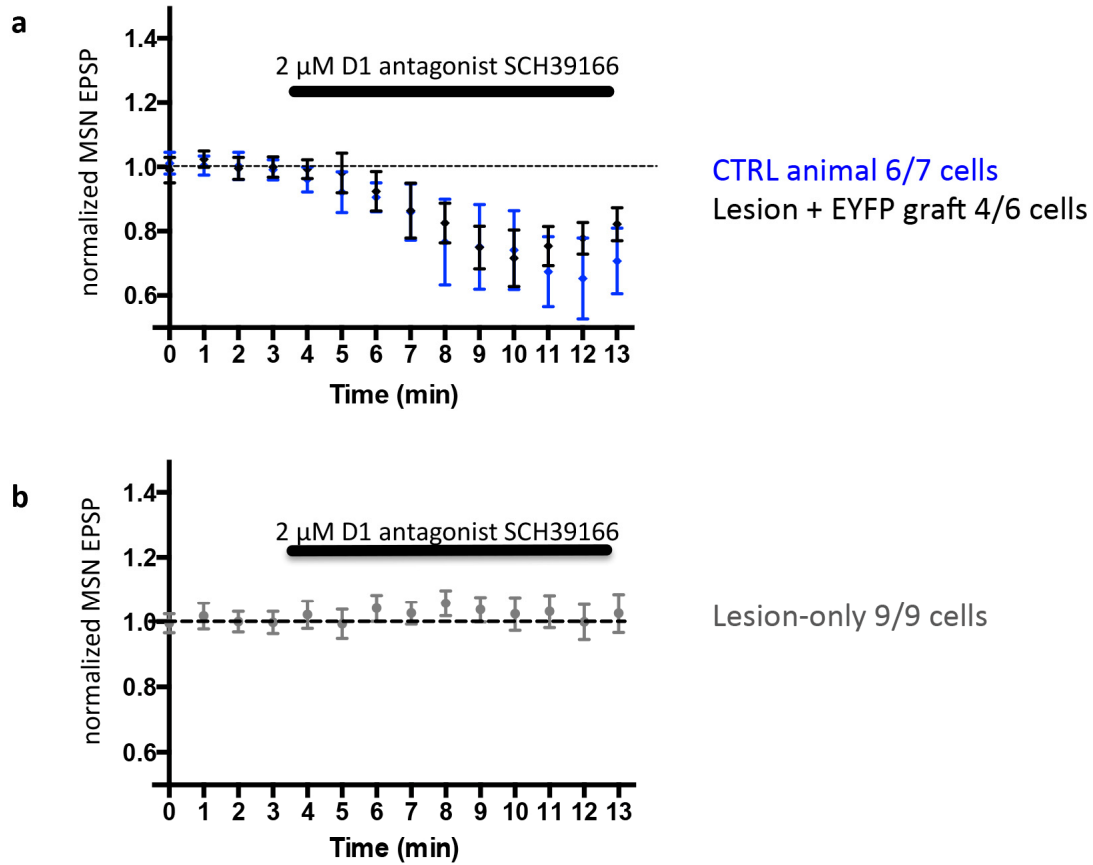 a
normalized MSN EPSP
1.4
1.2
1.0
0.8
0.6
2 µM D1 antagonist SCH39166
0 1 2 3 4 5 6 7 8 9 10 11 12 13
Time (min)
CTRL animal 6/7 cells
Lesion + EYFP graft 4/6 cells
b
normalized MSN EPSP
1.4
1.2
1.0
0.8
0.6
2 µM D1 antagonist SCH39166
0 1 2 3 4 5 6 7 8 9 10 11 12 13
Time (min)
Lesion-only 9/9 cells